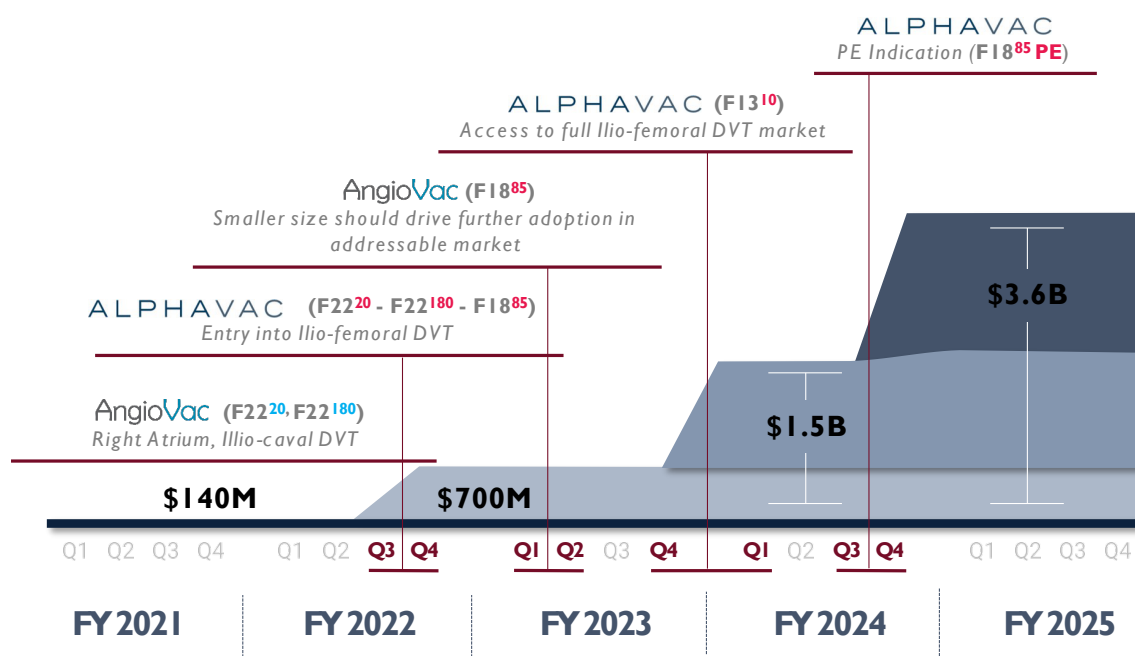 ALPHAVAC
PE Indication (F18⁸⁵ PE)
ALPHAVAC (F13¹⁰)
Access to full Ilio-femoral DVT market
AngioVac (F18⁸⁵)
Smaller size should drive further adoption in
addressable market
ALPHAVAC (F22²⁰ - F22¹⁸⁰ - F18⁸⁵)
Entry into Ilio-femoral DVT
AngioVac (F22²⁰, F22¹⁸⁰)
Right Atrium, Illio-caval DVT
$140M
$700M
$1.5B
$3.6B
Q1 Q2 Q3 Q4 Q1 Q2 Q3 Q4 Q1 Q2 Q3 Q4 Q1 Q2 Q3 Q4 Q1 Q2 Q3 Q4
FY 2021 FY 2022 FY 2023 FY 2024 FY 2025